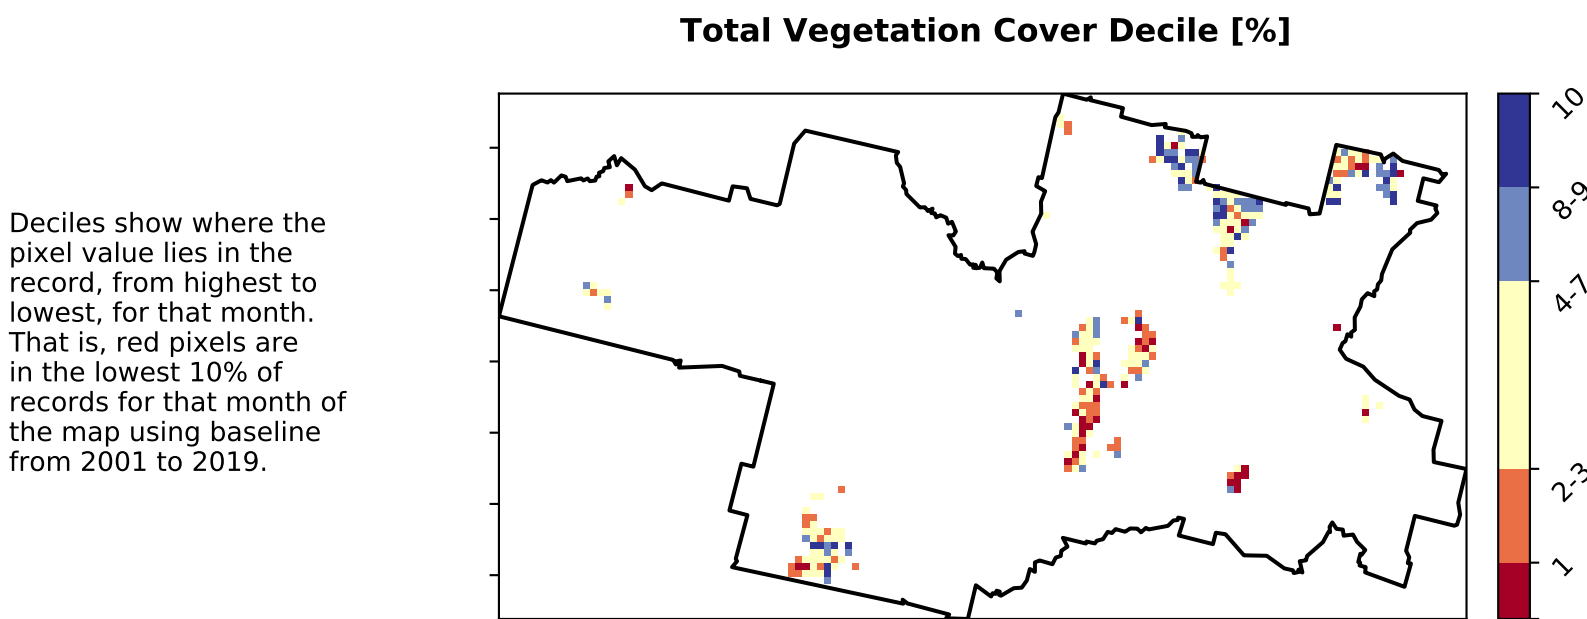 Total Vegetation Cover Decile [%]
Deciles show where the
pixel value lies in the
record, from highest to
lowest, for that month.
That is, red pixels are
in the lowest 10% of
records for that month of
the map using baseline
from 2001 to 2019.
10
8-9
4-7
2-3
1